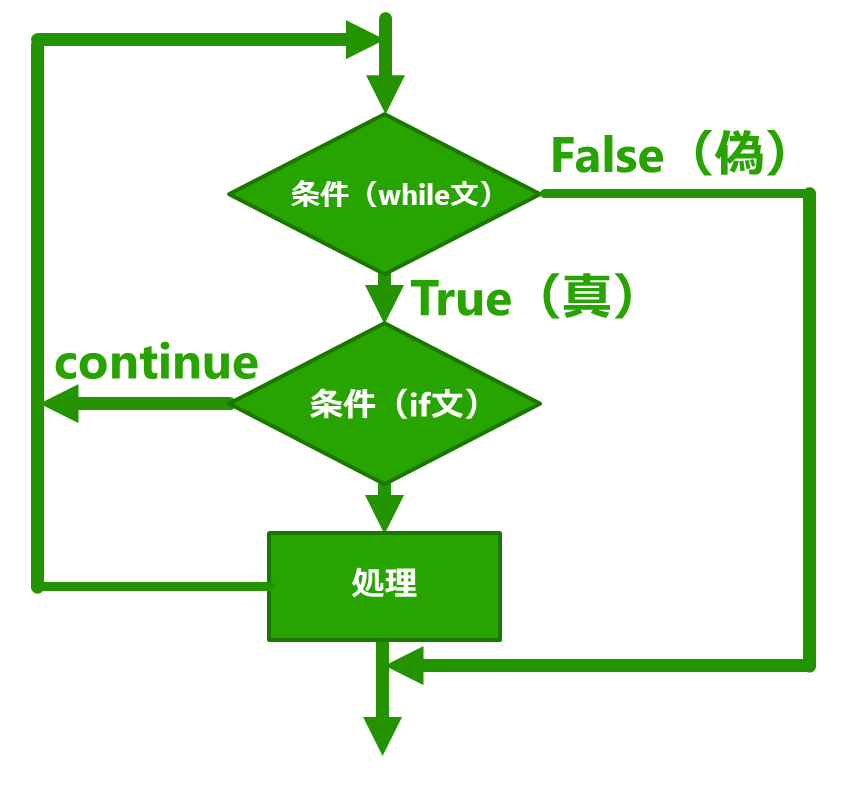 False（偽）
条件（while文）
True（真）
continue
条件（if文）
処理